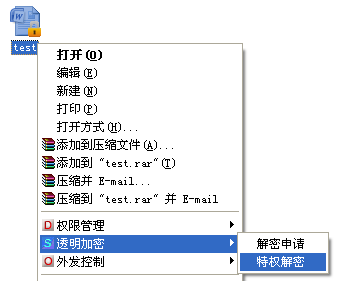 test
打开(O)
编辑(E)
新建(N)
打印(P)
打开方式(H)...
添加到压缩文件(A)...
添加到 "test.rar"(T)
压缩并 E-mail...
压缩到 "test.rar" 并 E-mail
权限管理
透明加密
外发控制
解密申请
特权解密